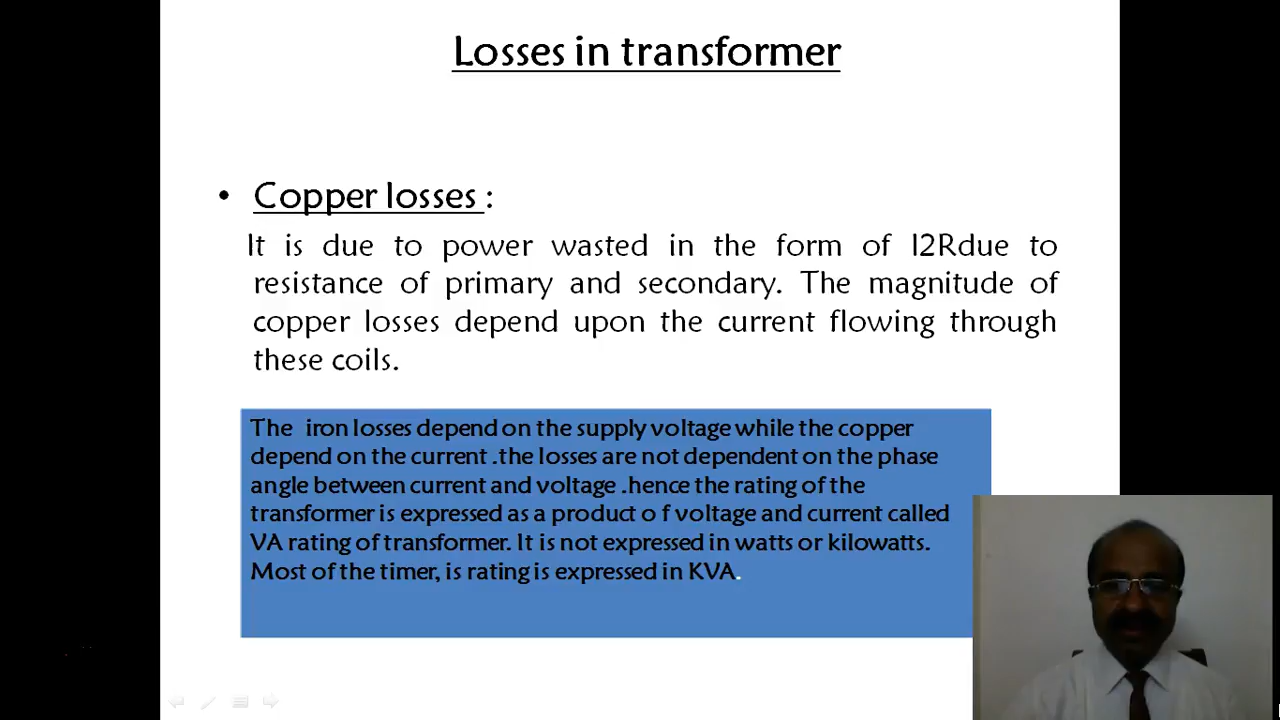 Losses in transformer
• Copper losses :
It is due to power wasted in the form of I2Rdue to
resistance of primary and secondary. The magnitude of
copper losses depend upon the current flowing through
these coils.
The iron losses depend on the supply voltage while the copper
depend on the current .the losses are not dependent on the phase
angle between current and voltage .hence the rating of the
transformer is expressed as a product o f voltage and current called
VA rating of transformer. It is not expressed in watts or kilowatts.
Most of the timer, is rating is expressed in KVA.